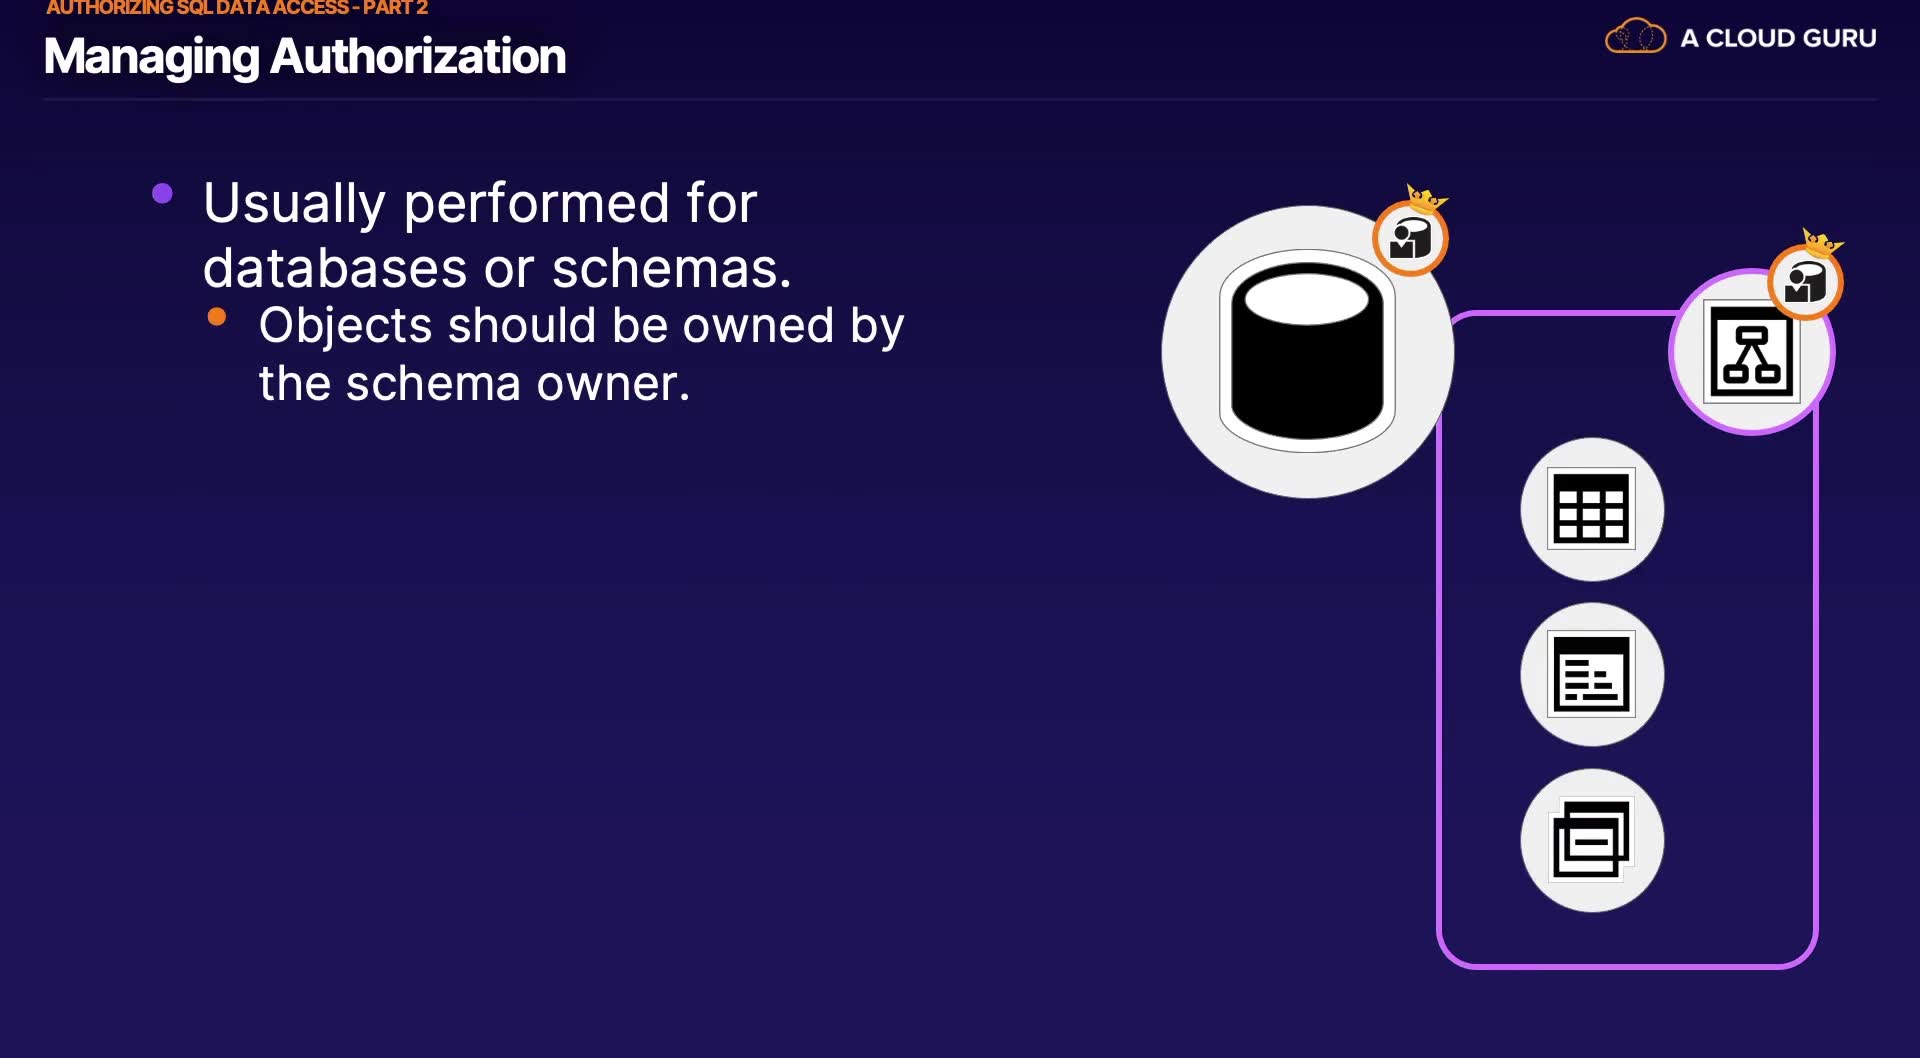 AUTHORIZING SQL DATA ACCESS - PART 2
Managing Authorization
A CLOUD GURU
Usually performed for
databases or schemas.
Objects should be owned by
the schema owner.